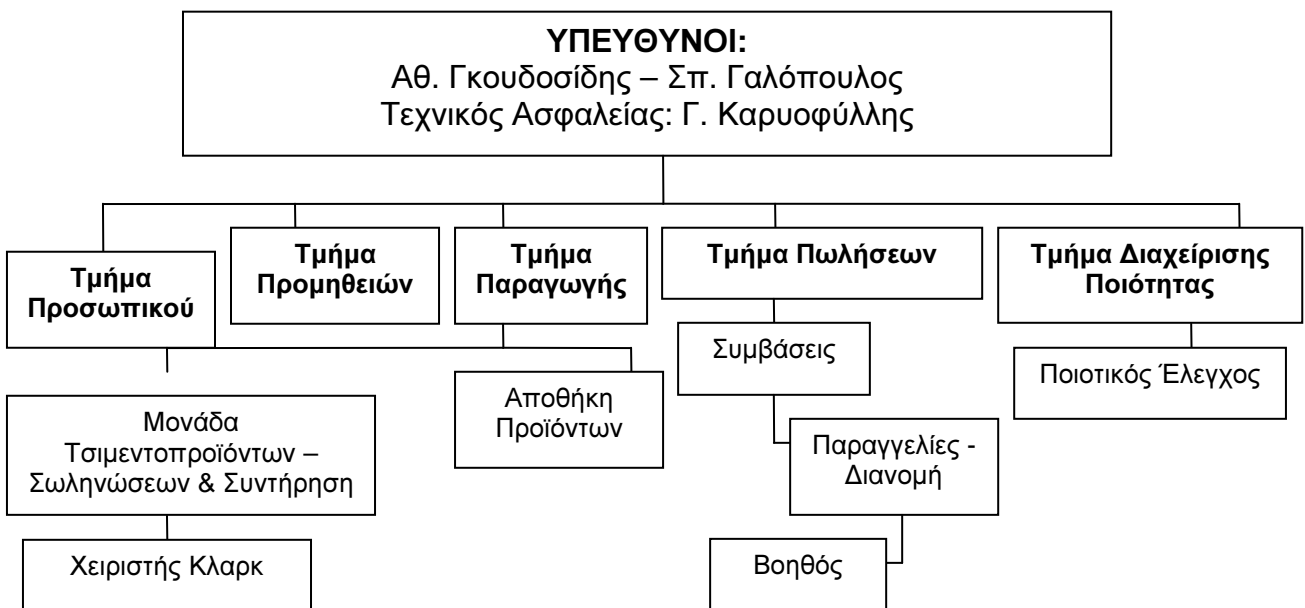 ΥΠΕΥΘΥΝΟΙ:
Αθ. Γκουδοσίδης – Σπ. Γαλόπουλος
Τεχνικός Ασφαλείας: Γ. Καρυοφύλλης
Τμήμα
Προσωπικού
Τμήμα
Προμηθειών
Τμήμα
Παραγωγής
Τμήμα Πωλήσεων
Τμήμα Διαχείρισης
Ποιότητας
Συμβάσεις
Ποιοτικός Έλεγχος
Αποθήκη
Προϊόντων
Μονάδα
Τσιμεντοπροϊόντων –
Σωληνώσεων & Συντήρηση
Παραγγελίες -
Διανομή
Χειριστής Κλαρκ
Βοηθός